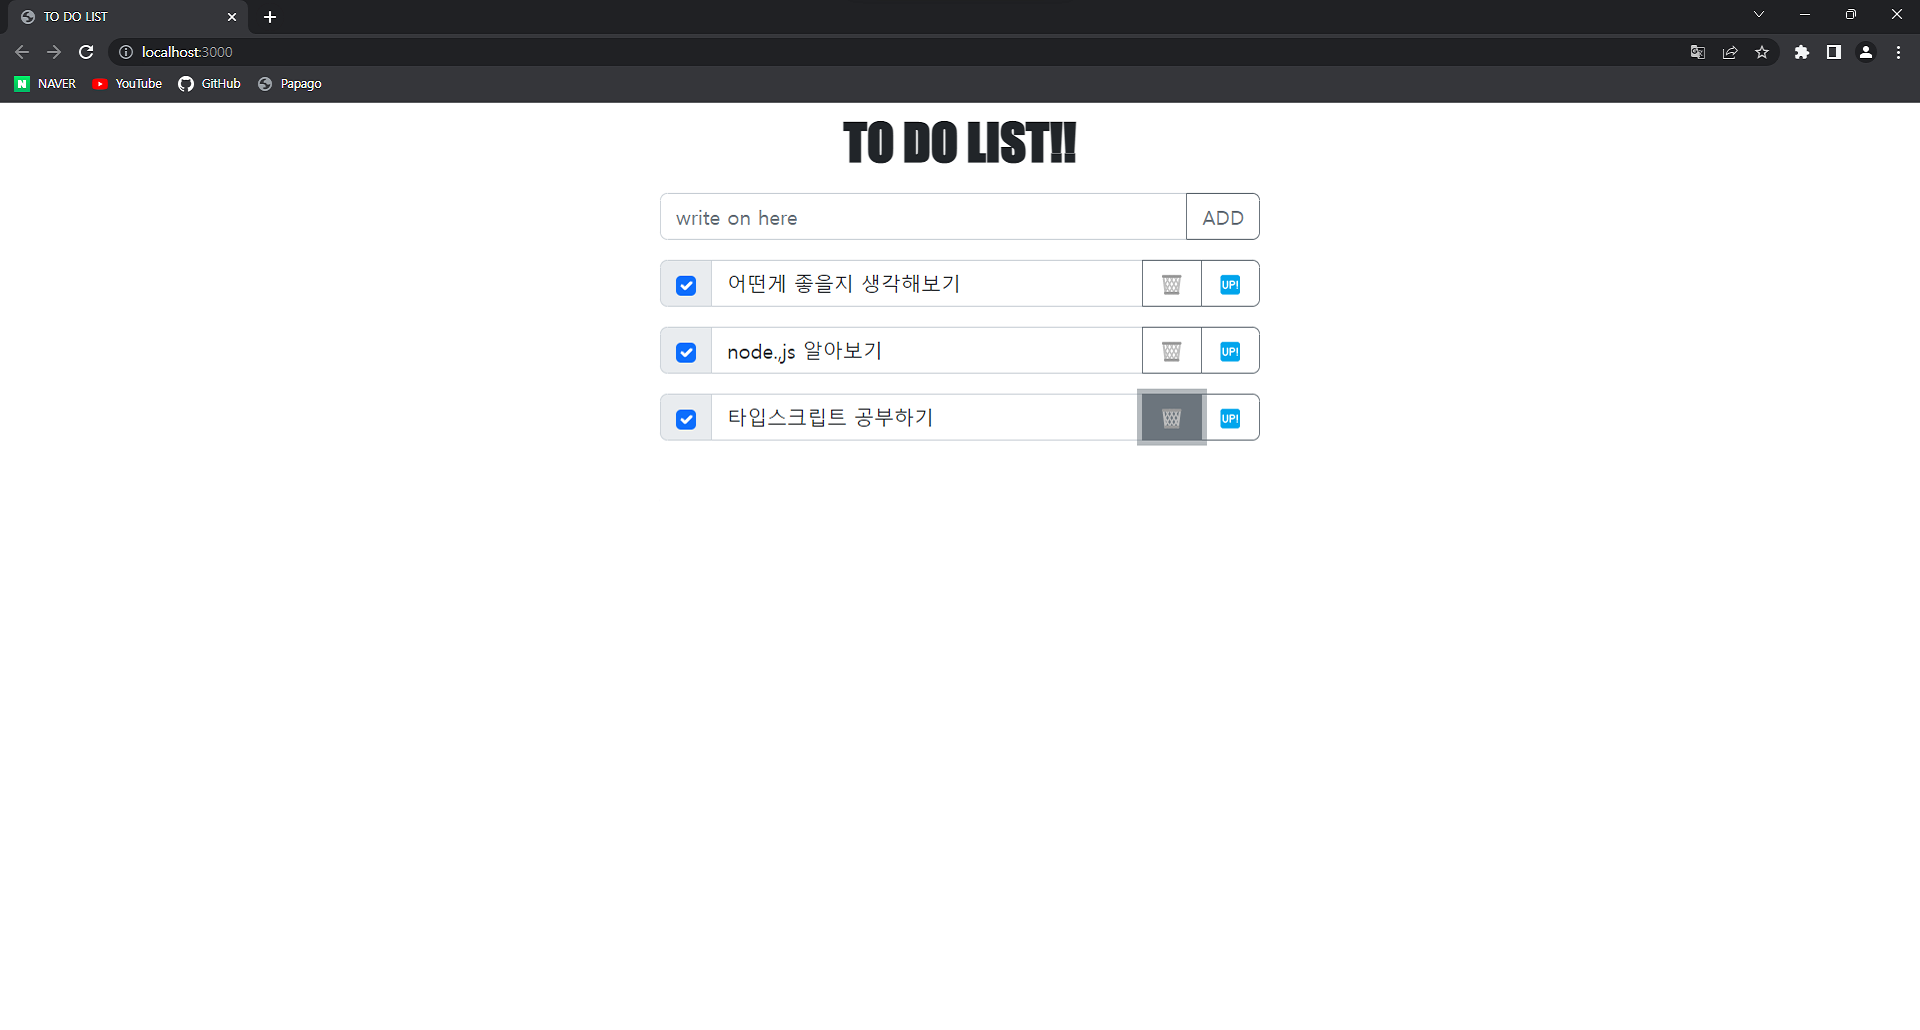 TO DO LIST
localhost:3000
NAVER YouTube GitHub Papago
TO DO LIST!!
write on here ADD
어떤게 좋을지 생각해보기 UP!
node.,js 알아보기 UP!
타입스크립트 공부하기 UP!